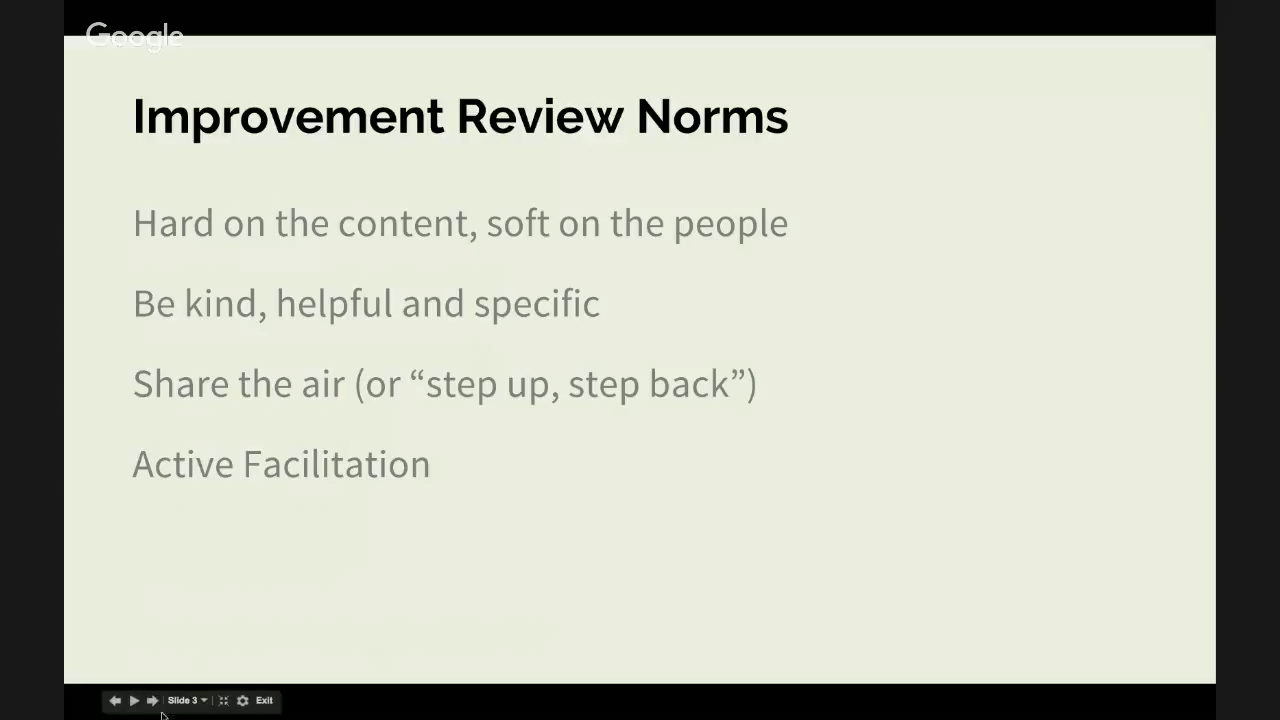 Google
Improvement Review Norms
Hard on the content, soft on the people
Be kind, helpful and specific
Share the air (or “step up, step back”)
Active Facilitation
Slide 3
Exit